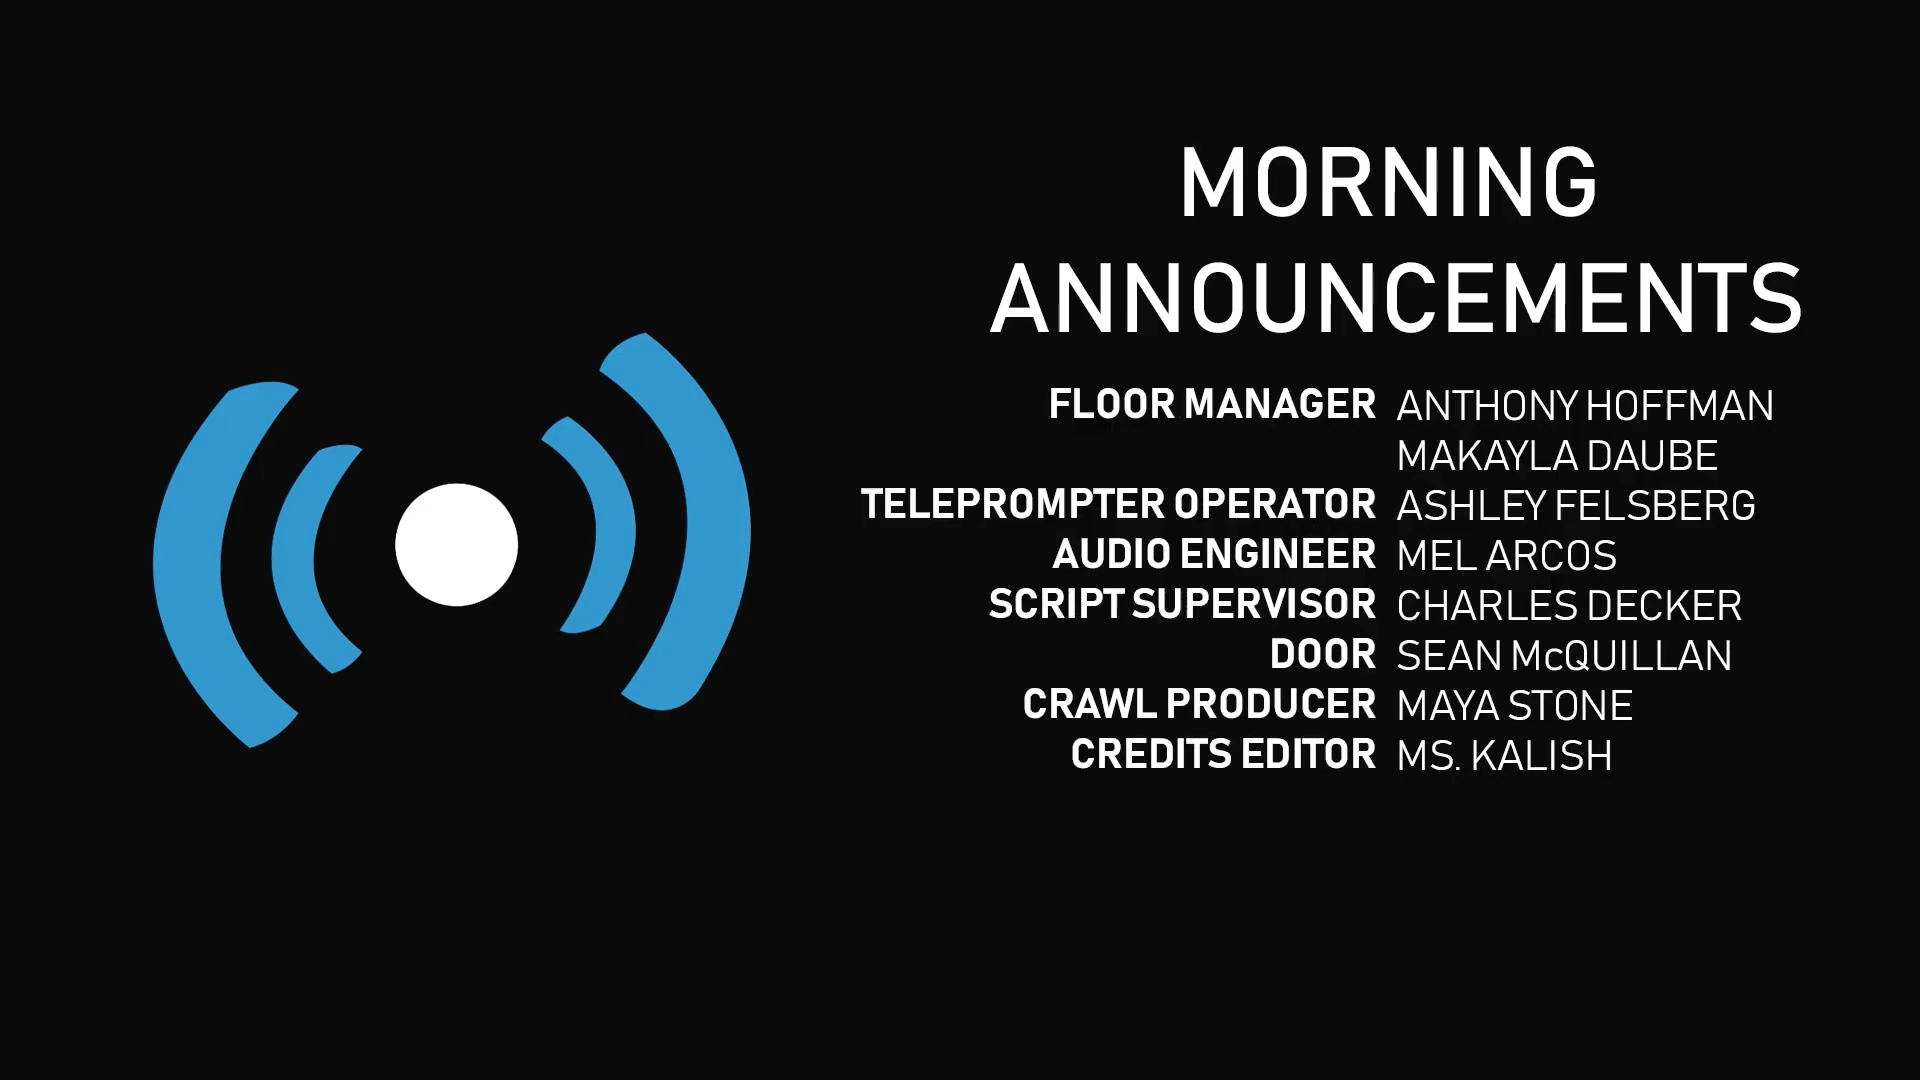 MORNING
ANNOUNCEMENTS
FLOOR MANAGER ANTHONY HOFFMAN
MAKAYLA DAUBE
TELEPROMPTER OPERATOR ASHLEY FELSBERG
AUDIO ENGINEER MEL ARCOS
SCRIPT SUPERVISOR CHARLES DECKER
DOOR SEAN McQUILLAN
CRAWL PRODUCER MAYA STONE
CREDITS EDITOR MS. KALISH